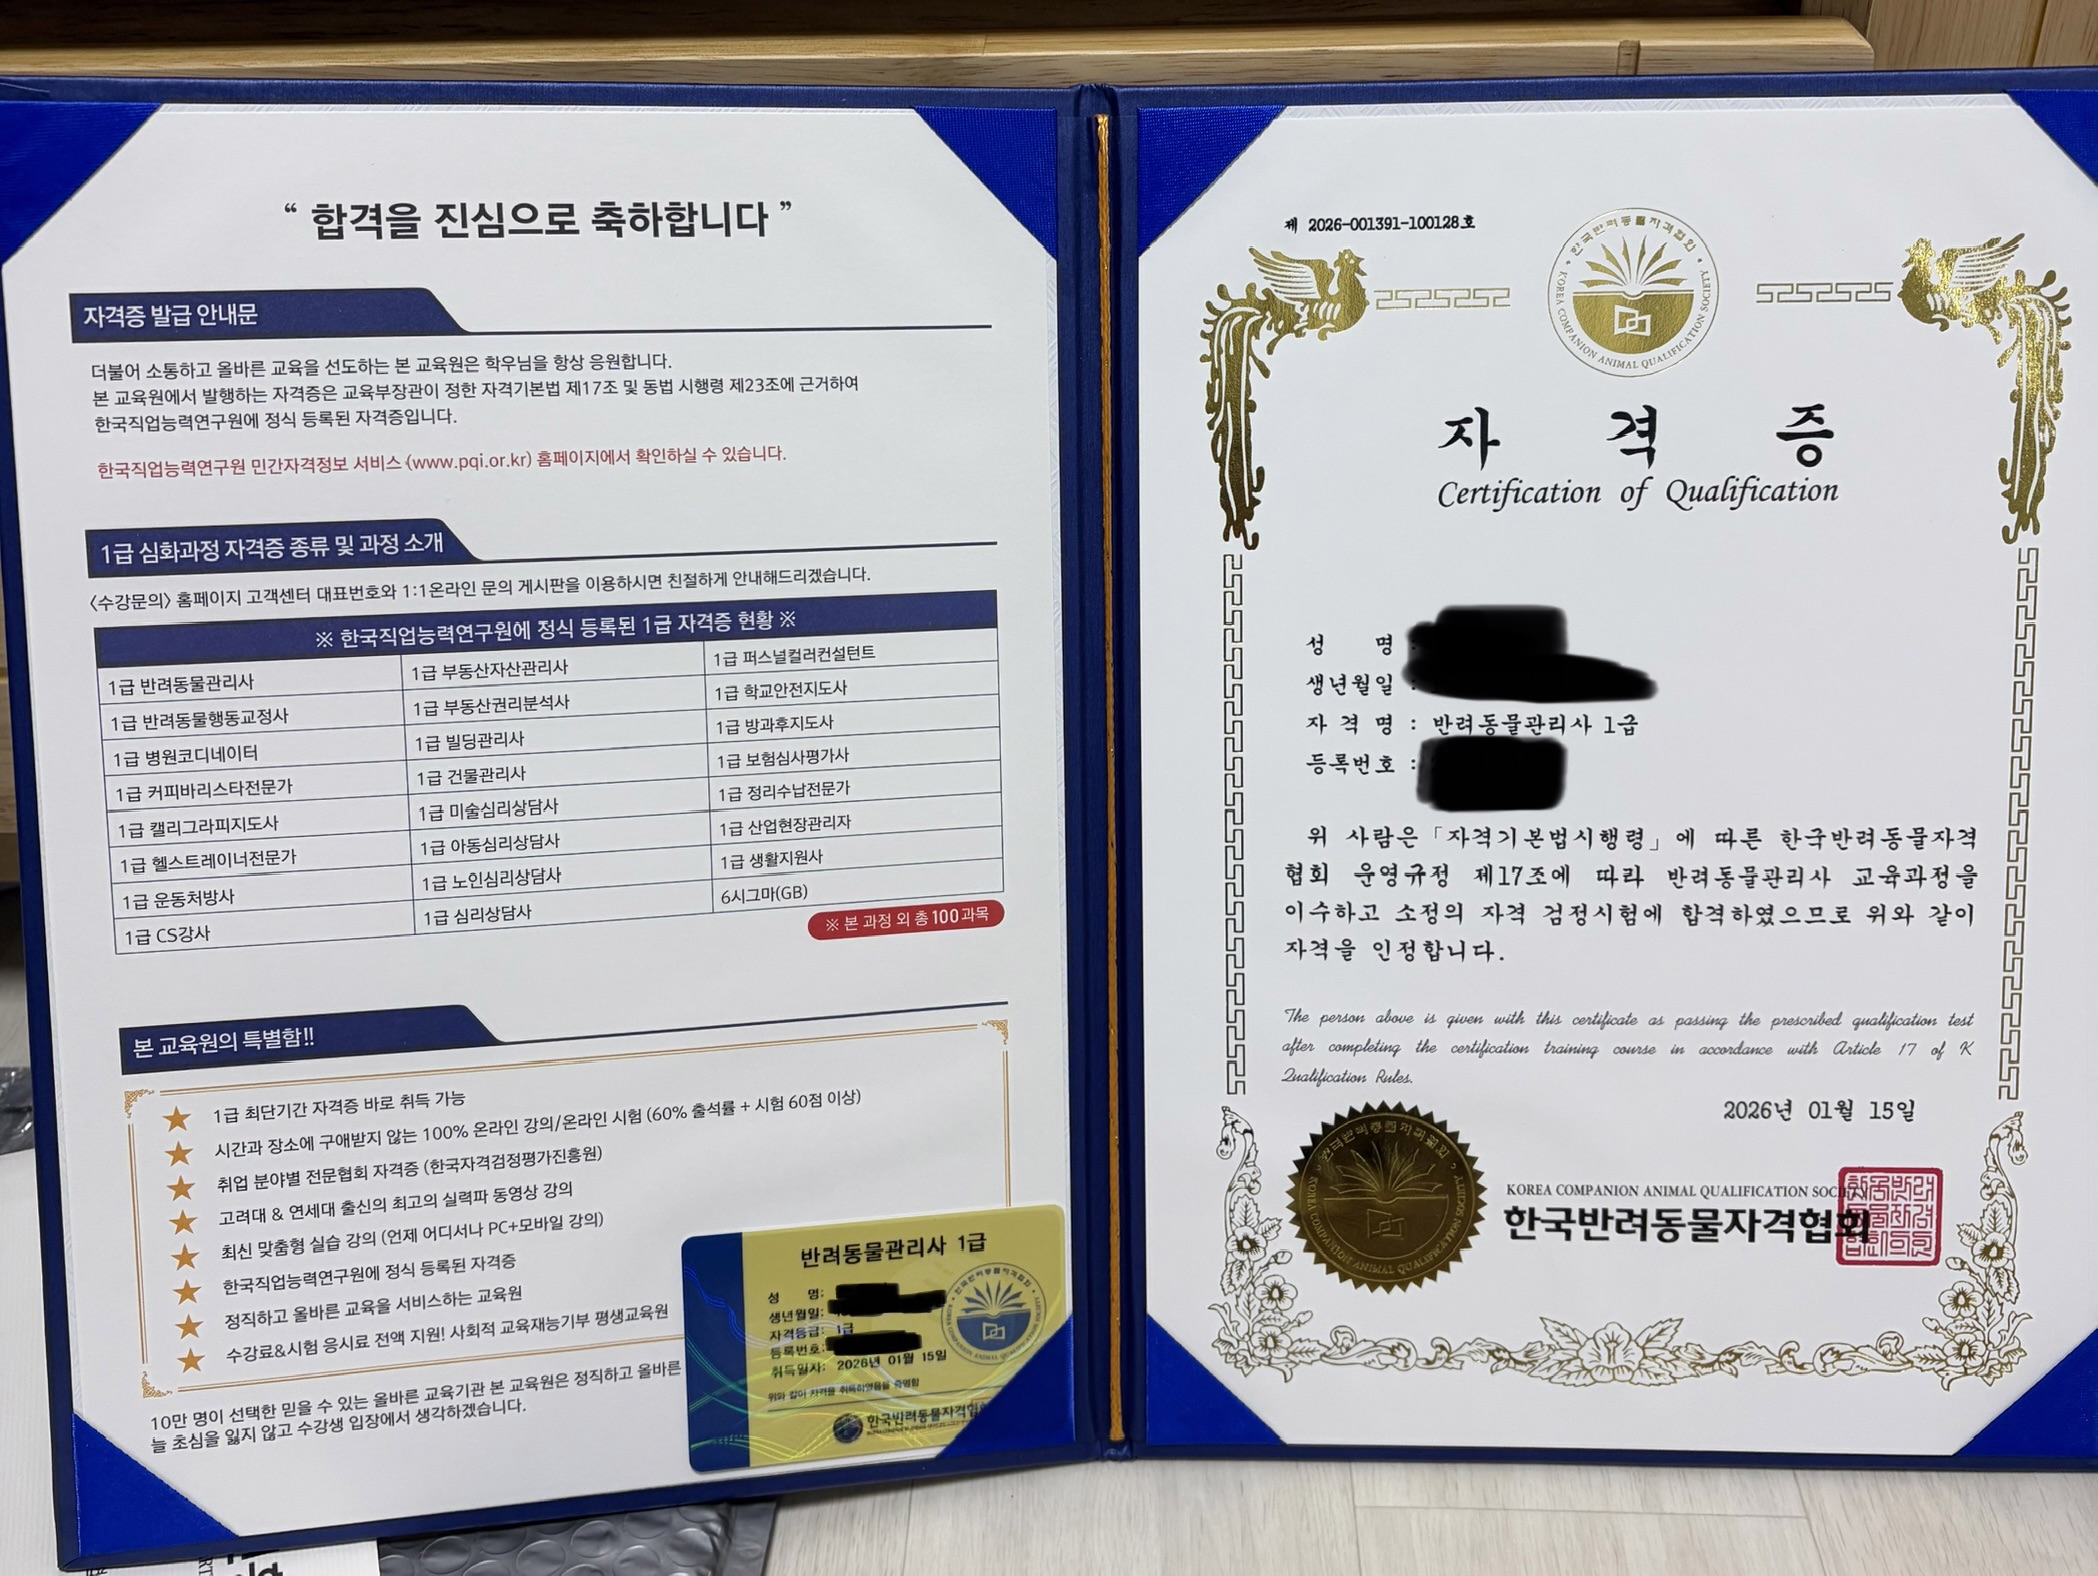 “ 합격을 진심으로 축하합니다 ”
자격증 발급 안내문
더불어 소통하고 올바른 교육을 선도하는 본 교육원은 학우님을 항상 응원합니다.
본 교육원에서 발행하는 자격증은 교육부장관이 정한 자격기본법 제17조 및 동법 시행령 제23조에 근거하여
한국직업능력연구원에 정식 등록된 자격증입니다.
한국직업능력연구원 민간자격정보 서비스 (www.pqi.or.kr) 홈페이지에서 확인하실 수 있습니다.
1급 심화과정 자격증 종류 및 과정 소개
〈수강문의〉 홈페이지 고객센터 대표번호와 1:1온라인 문의 게시판을 이용하시면 친절하게 안내해드리겠습니다.
※ 한국직업능력연구원에 정식 등록된 1급 자격증 현황 ※
1급 반려동물관리사 1급 부동산자산관리사 1급 퍼스널컬러컨설턴트
1급 반려동물행동교정사 1급 부동산권리분석사 1급 학교안전지도사
1급 병원코디네이터 1급 빌딩관리사 1급 방과후지도사
1급 커피바리스타전문가 1급 건물관리사 1급 보험심사평가사
1급 캘리그라피지도사 1급 미술심리상담사 1급 정리수납전문가
1급 헬스트레이너전문가 1급 아동심리상담사 1급 산업현장관리자
1급 운동처방사 1급 노인심리상담사 1급 생활지원사
1급 CS강사 1급 심리상담사 6시그마(GB)
※ 본 과정 외 총 100과목
본 교육원의 특별함!!
1급 최단기간 자격증 바로 취득 가능
시간과 장소에 구애받지 않는 100% 온라인 강의/온라인 시험 (60% 출석률 + 시험 60점 이상)
취업 분야별 전문협회 자격증 (한국자격검정평가진흥원)
고려대 & 연세대 출신의 최고의 실력파 동영상 강의
최신 맞춤형 실습 강의 (언제 어디서나 PC+모바일 강의)
한국직업능력연구원에 정식 등록된 자격증
정직하고 올바른 교육을 서비스하는 교육원
수강료&시험 응시료 전액 지원! 사회적 교육재능기부 평생교육원
10만 명이 선택한 믿을 수 있는 올바른 교육기관 본 교육원은 정직하고 올바른
늘 초심을 잃지 않고 수강생 입장에서 생각하겠습니다.
반려동물관리사 1급
성 명:
생년월일:
자격등급: 1급
등록번호:
취득일자: 2026년 01월 15일
위와 같이 자격을 취득하였음을 증명함
한국반려동물자격협
제 2026-001391-100128호
한국반려동물자격협회
KOREA COMPANION ANIMAL QUALIFICATION SOCIETY
자 격 증
Certification of Qualification
성 명 :
생년월일 :
자 격 명 : 반려동물관리사 1급
등록번호 :
위 사람은 「자격기본법시행령」에 따른 한국반려동물자격
협회 운영규정 제17조에 따라 반려동물관리사 교육과정을
이수하고 소정의 자격 검정시험에 합격하였으므로 위와 같이
자격을 인정합니다.
The person above is given with this certificate as passing the prescribed qualification test
after completing the certification training course in accordance with Article 17 of K
Qualification Rules.
2026년 01월 15일
KOREA COMPANION ANIMAL QUALIFICATION SOCIETY
한국반려동물자격협회